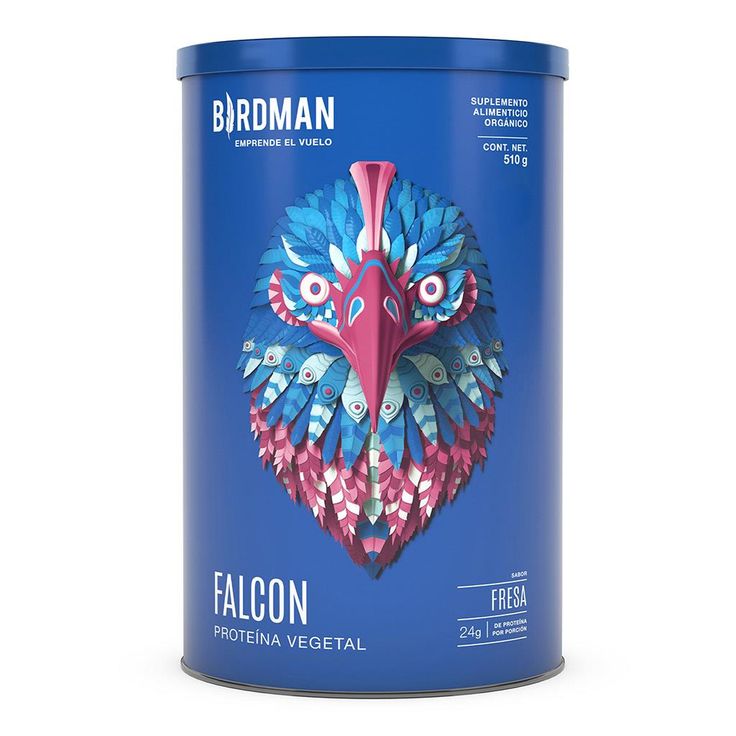 BIRDMAN
EMPRENDE EL VUELO
SUPLEMENTO
ALIMENTICIO
ORGÁNICO
CONT. NET.
510 g
FALCON
PROTEÍNA VEGETAL
SABOR
FRESA
24g
DE PROTEÍNA
POR PORCIÓN